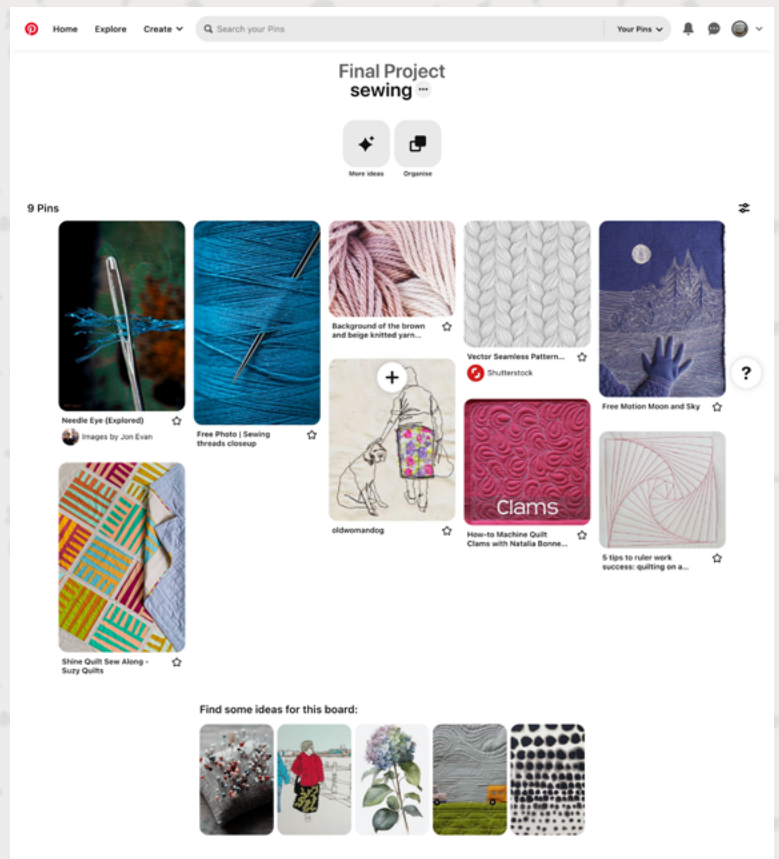 Home Explore Create Search your Pins Your Pins
Final Project
sewing
More ideas Organise
9 Pins
Needle Eye {Explored}
Images by Jon Evan
Free Photo | Sewing
threads closeup
Background of the brown
and beige knitted yarn...
Vector Seamless Pattern...
Shutterstock
Free Motion Moon and Sky
?
Shine Quilt Sew Along -
Suzy Quilts
oldwomandog
Clams
How-to Machine Quilt
Clams with Natalia Bonne...
5 tips to ruler work
success: quilting on a...
Find some ideas for this board: